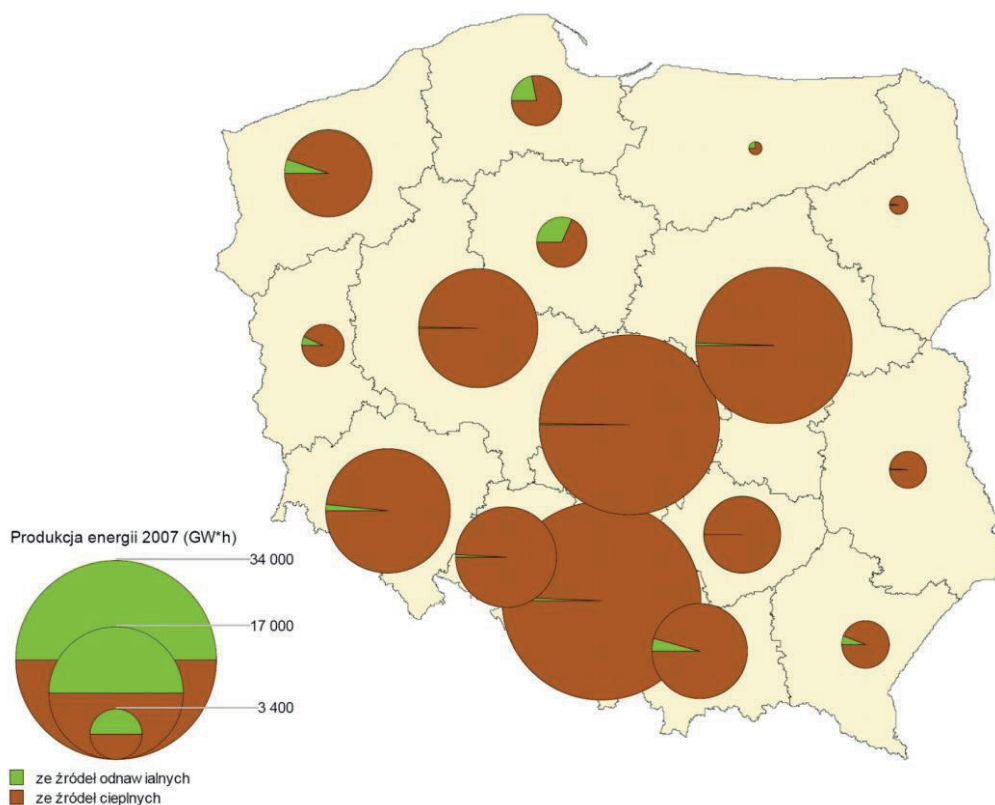 Produkcja energii 2007 (GW*h)
34 000
17 000
3 400
ze źródeł odnaw ialnych
ze źródeł cieplnych